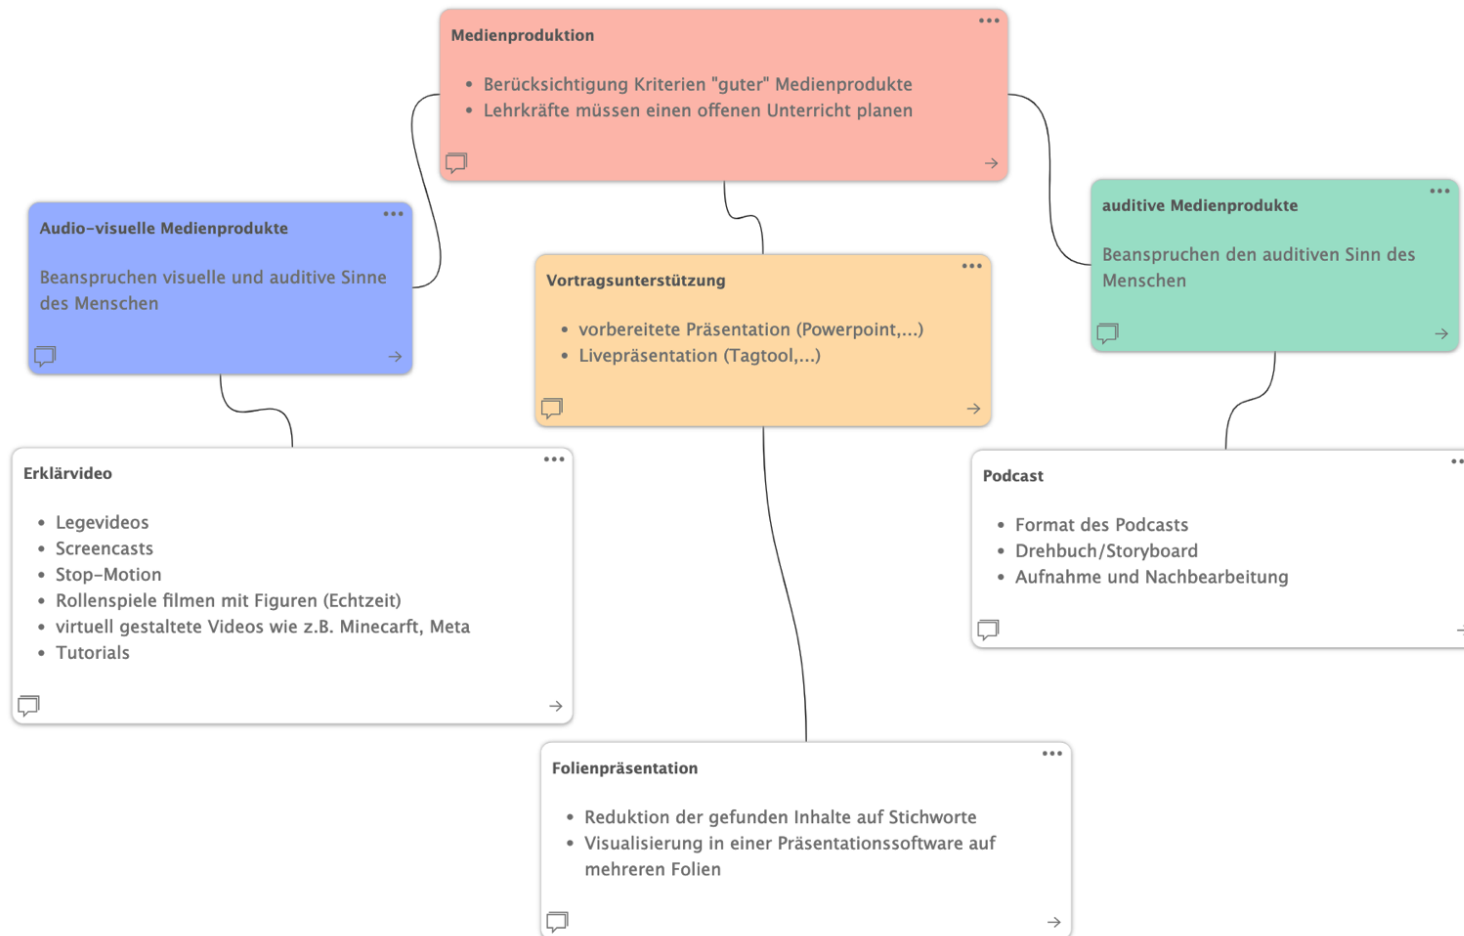 Medienproduktion
• Berücksichtigung Kriterien "guter" Medienprodukte
• Lehrkräfte müssen einen offenen Unterricht planen
Audio-visuelle Medienprodukte
Beanspruchen visuelle und auditive Sinne
des Menschen
Vortragsunterstützung
• vorbereitete Präsentation (Powerpoint,...)
• Livepräsentation (Tagtool,...)
auditive Medienprodukte
Beanspruchen den auditiven Sinn des
Menschen
Erklärvideo
• Legevideos
• Screencasts
• Stop-Motion
• Rollenspiele filmen mit Figuren (Echtzeit)
• virtuell gestaltete Videos wie z.B. Minecarft, Meta
• Tutorials
Podcast
• Format des Podcasts
• Drehbuch/Storyboard
• Aufnahme und Nachbearbeitung
Folienpräsentation
• Reduktion der gefunden Inhalte auf Stichworte
• Visualisierung in einer Präsentationssoftware auf
mehreren Folien